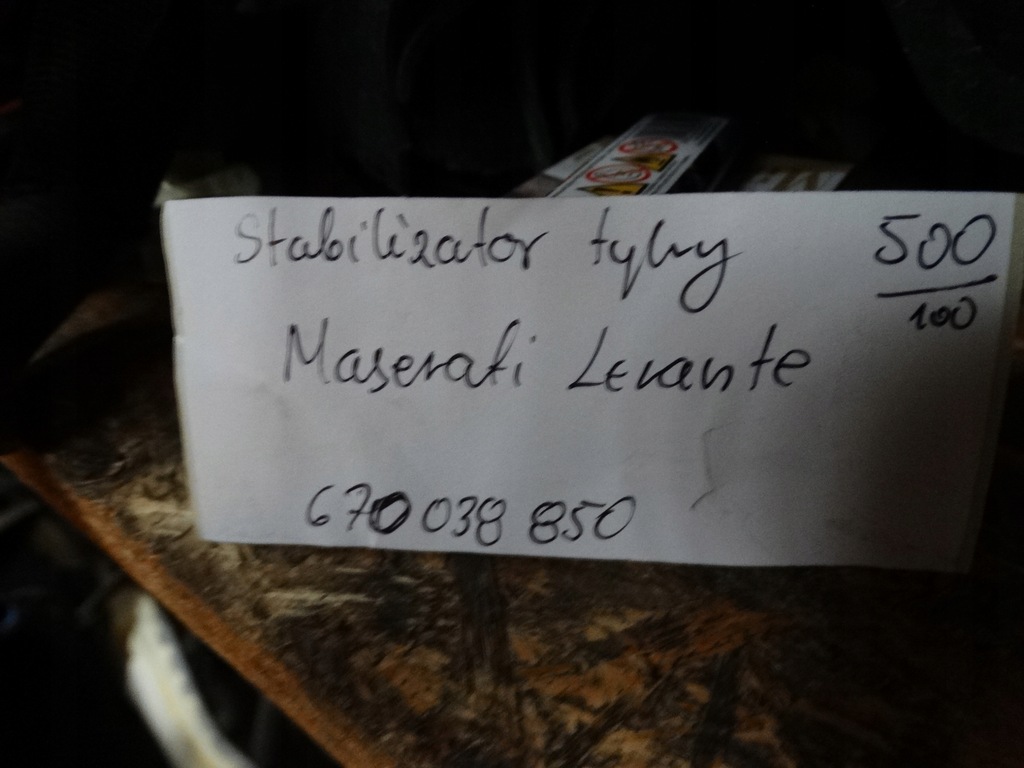 Stabilizator tylny 500
100
Maserati Levante
670 038 850